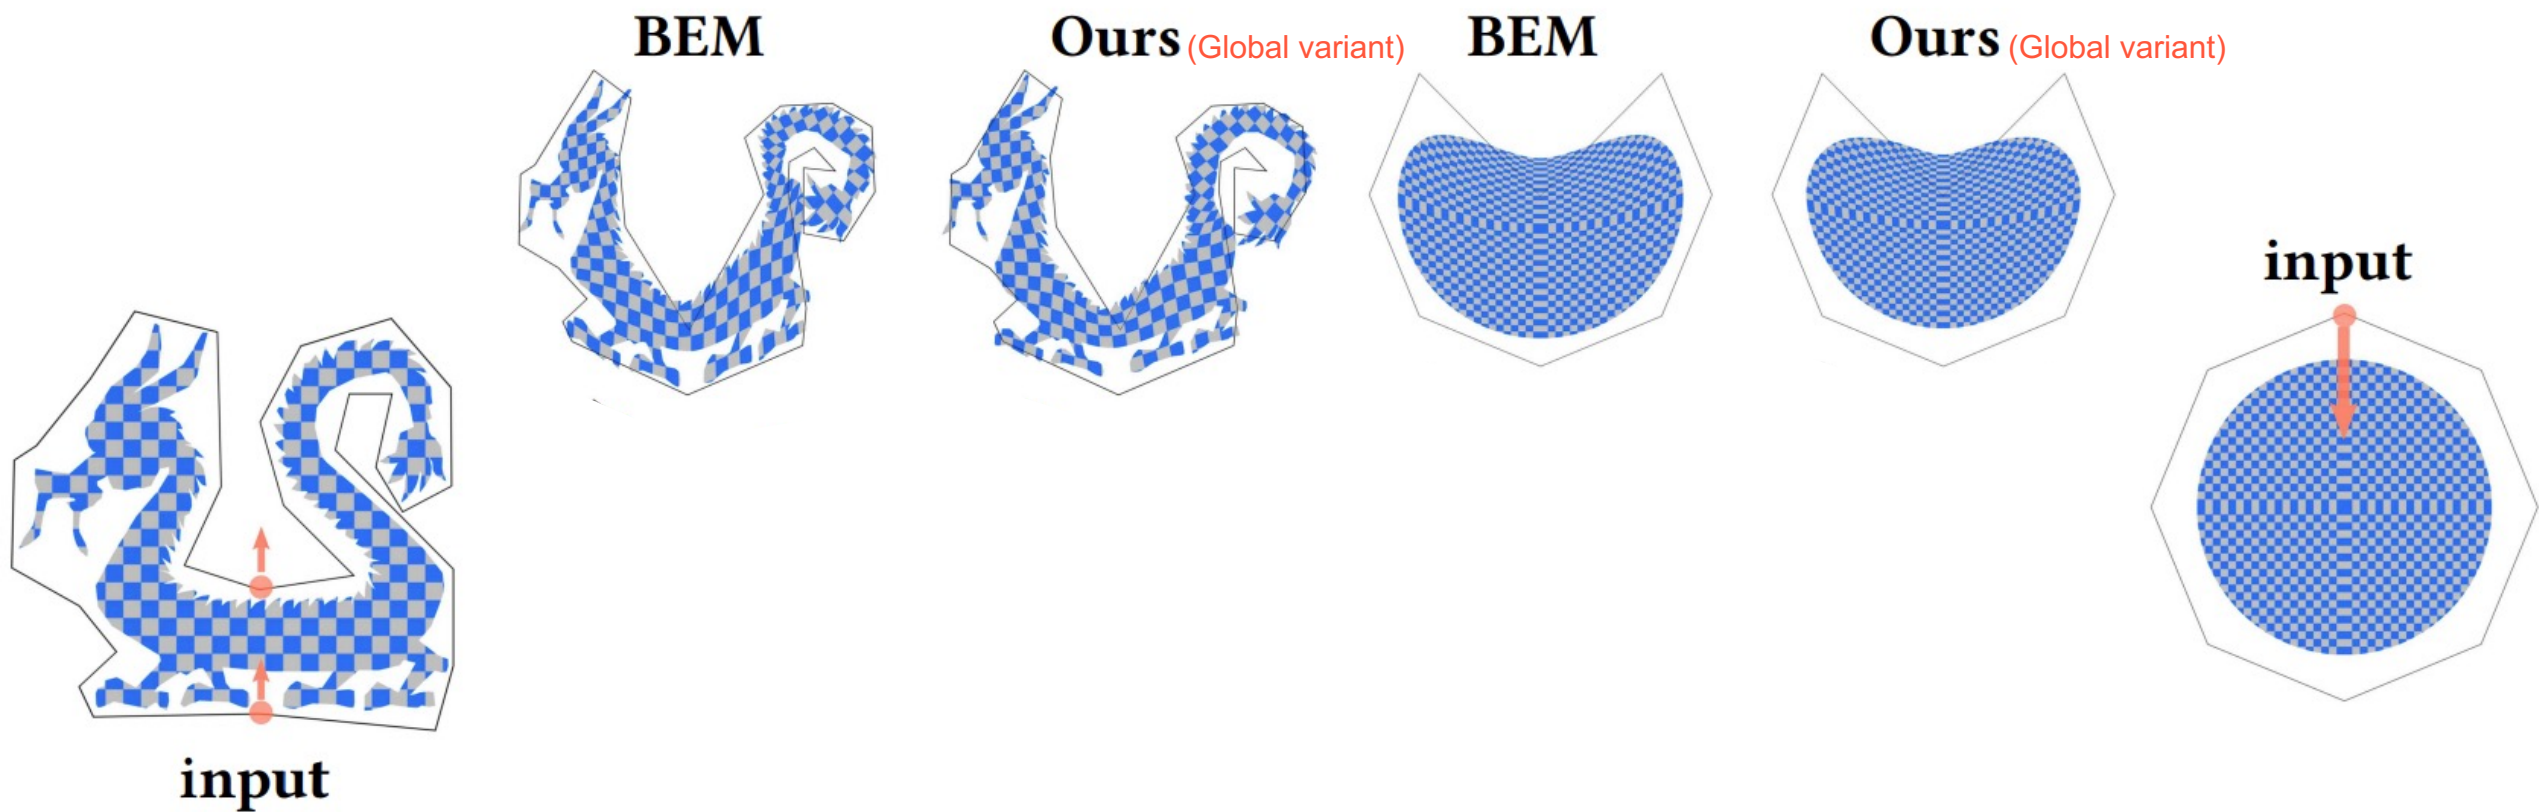 BEM
Ours (Global variant)
BEM
Ours (Global variant)
input
input